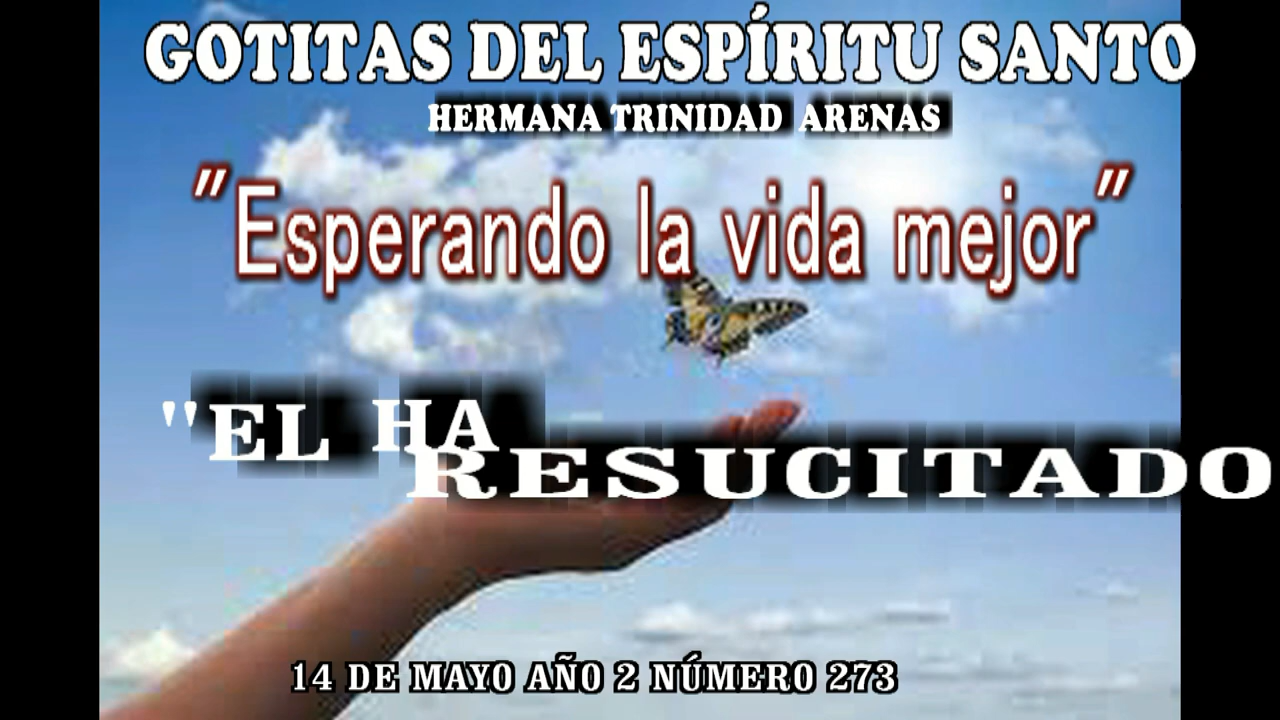 GOTITAS DEL ESPÍRITU SANTO
HERMANA TRINIDAD ARENAS
"Esperando la vida mejor"
"EL HA
RESUCITADO
14 DE MAYO AÑO 2 NÚMERO 273